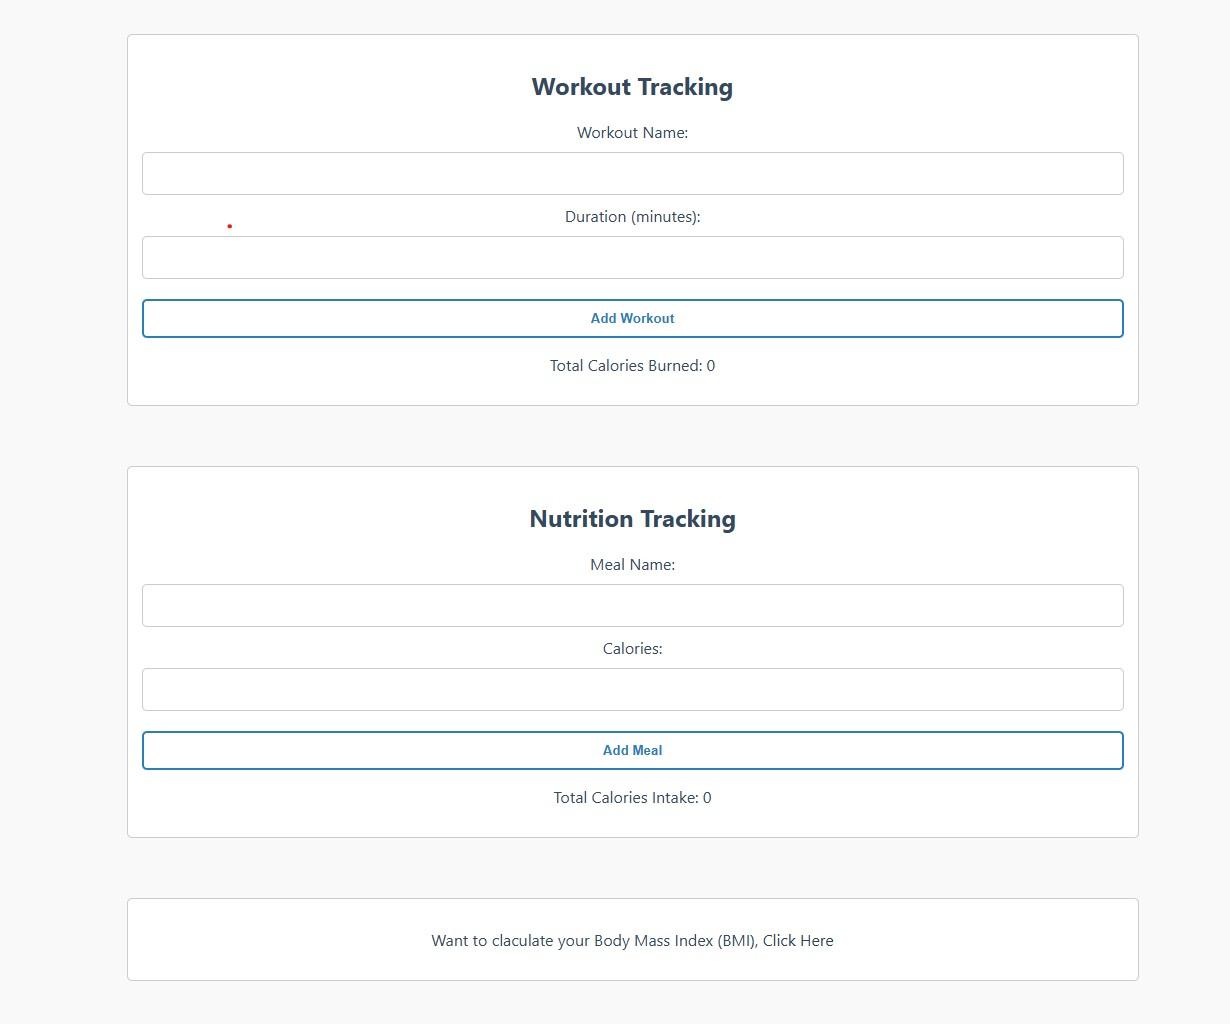 Workout Tracking
Workout Name:
Duration (minutes):
Add Workout
Total Calories Burned: 0
Nutrition Tracking
Meal Name:
Calories:
Add Meal
Total Calories Intake: 0
Want to claculate your Body Mass Index (BMI), Click Here